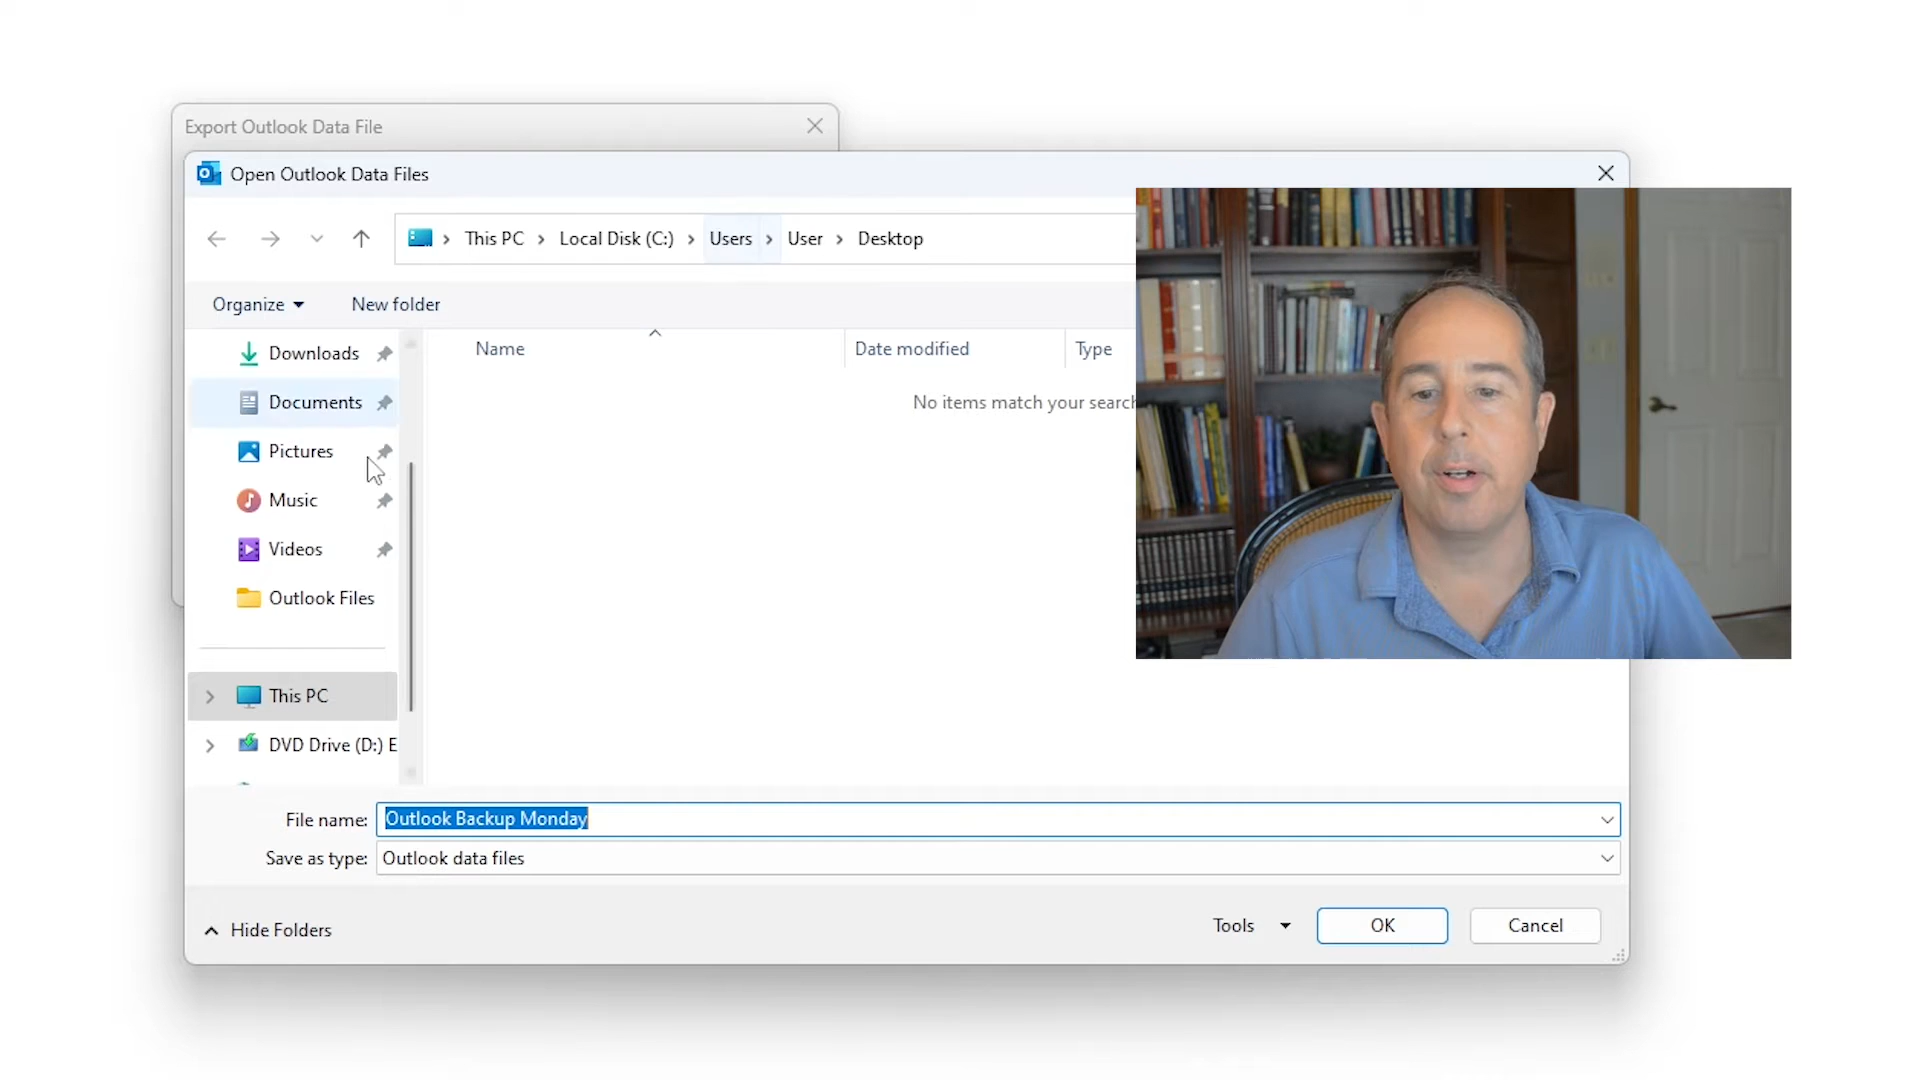 Export Outlook Data File
Open Outlook Data Files
This PC Local Disk (C:) Users User Desktop
Organize New folder
Name Date modified Type
No items match your search
Downloads
Documents
Pictures
Music
Videos
Outlook Files
This PC
DVD Drive (D:) E
File name: Outlook Backup Monday
Save as type: Outlook data files
Hide Folders Tools OK Cancel